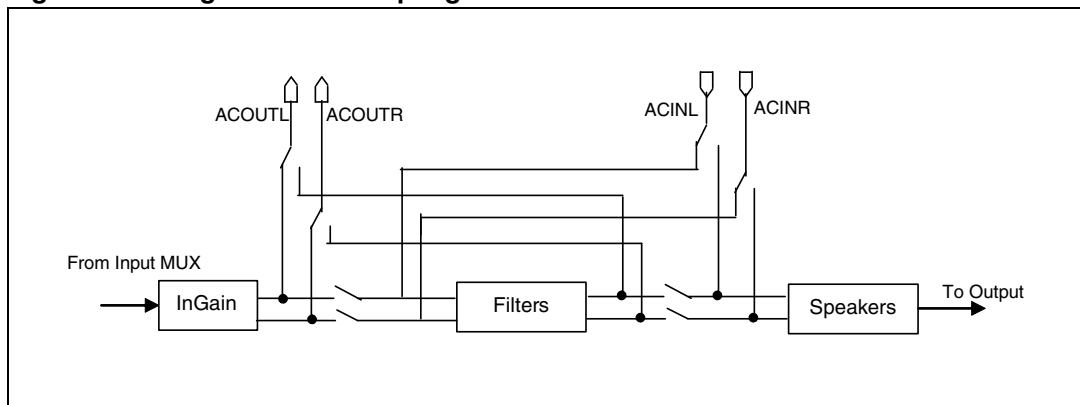 ACOUTL ACOUTR ACINL ACINR
From Input MUX
InGain Filters Speakers To Output